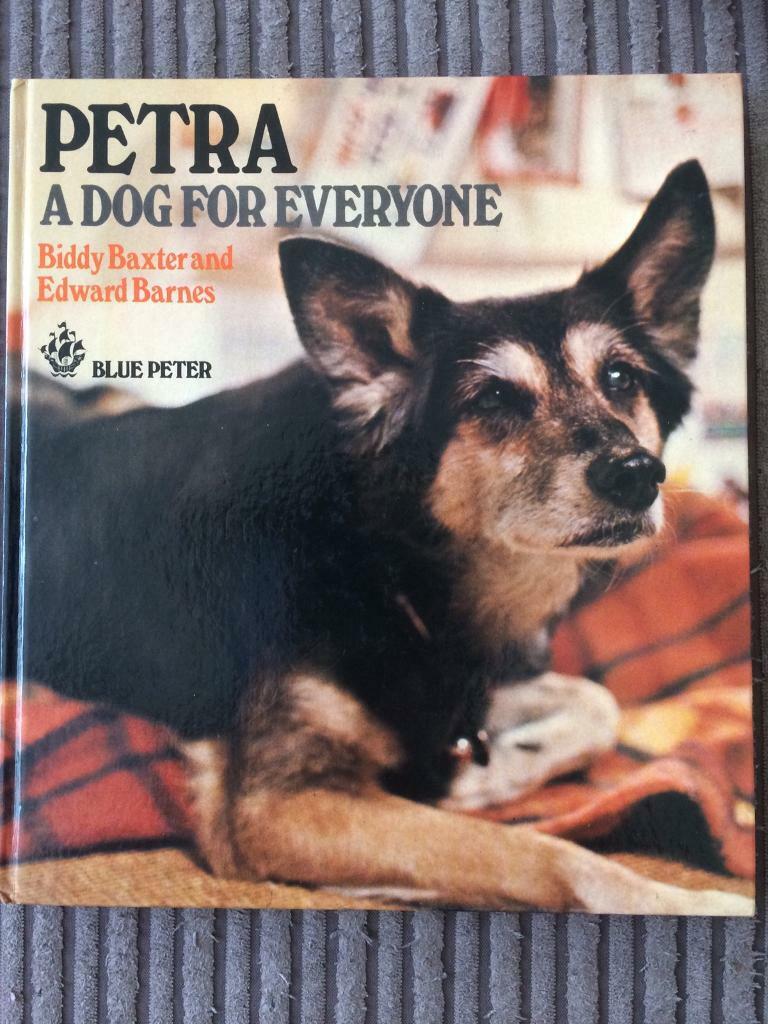 PETRA
A DOG FOR EVERYONE
Biddy Baxter and
Edward Barnes
BLUE PETER